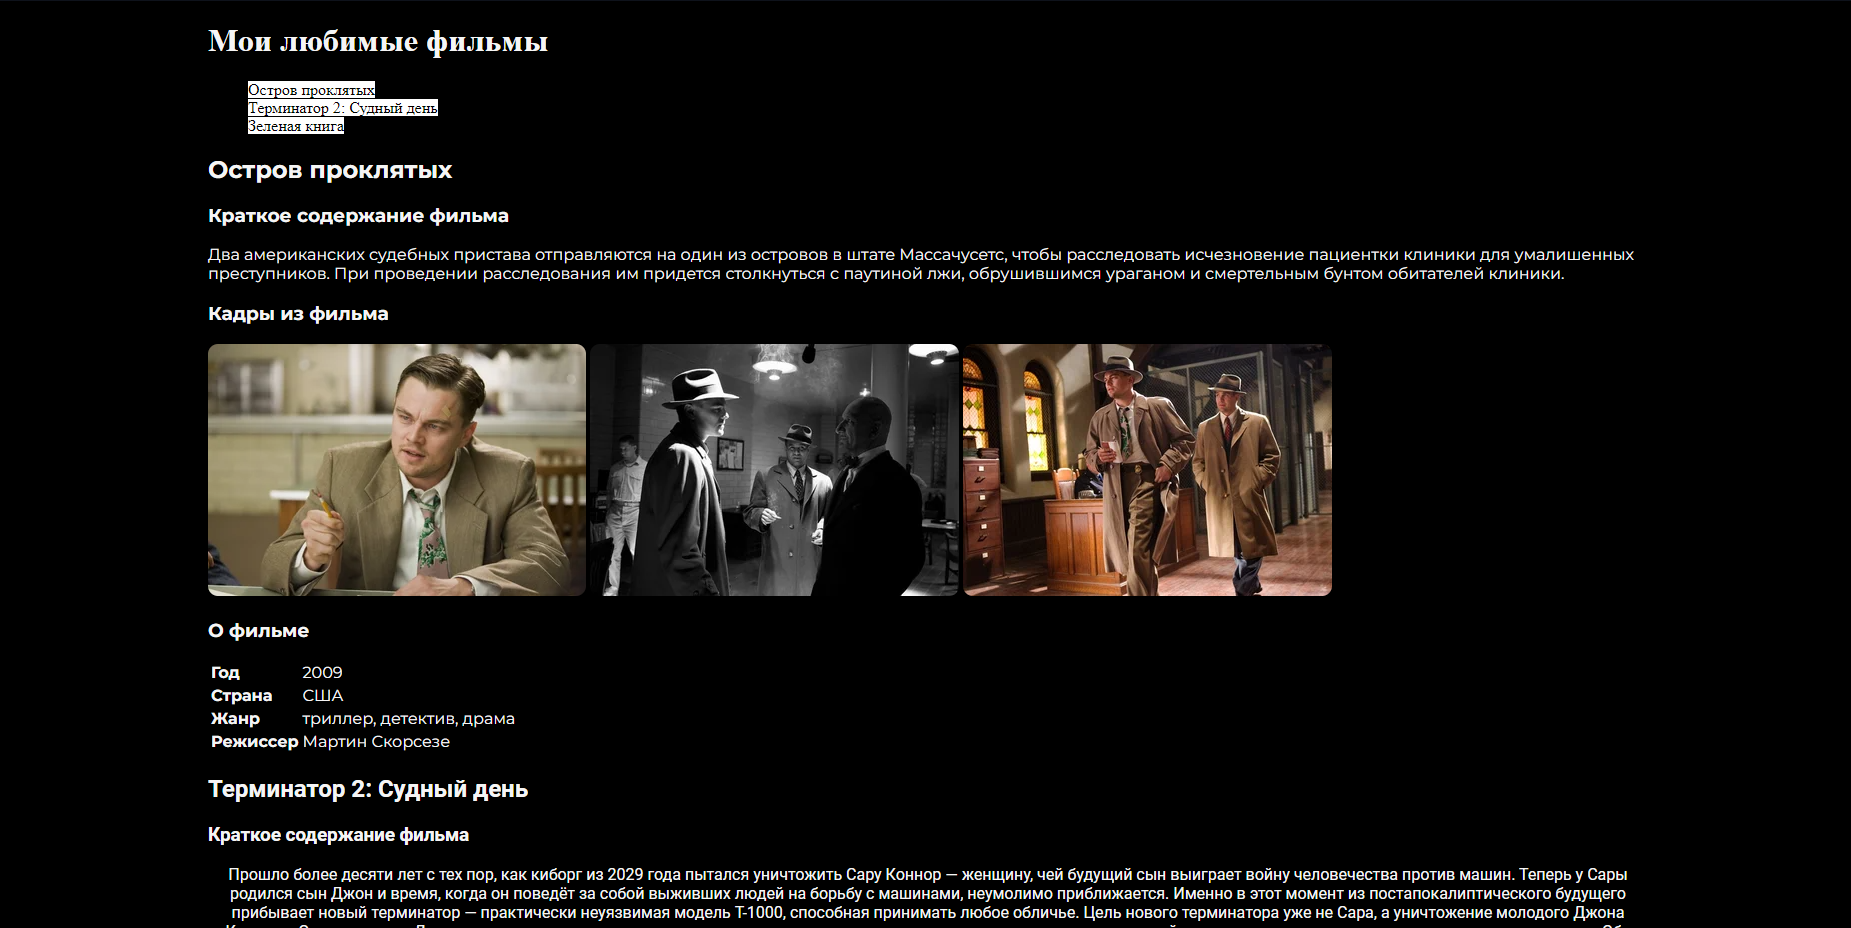 Мои любимые фильмы
Остров проклятых
Терминатор 2: Судный день
Зеленая книга
Остров проклятых
Краткое содержание фильма
Два американских судебных пристава отправляются на один из островов в штате Массачусетс, чтобы расследовать исчезновение пациентки клиники для умалишенных
преступников. При проведении расследования им придется столкнуться с паутиной лжи, обрушившимся ураганом и смертельным бунтом обитателей клиники.
Кадры из фильма
О фильме
Год 2009
Страна США
Жанр триллер, детектив, драма
Режиссер Мартин Скорсезе
Терминатор 2: Судный день
Краткое содержание фильма
Прошло более десяти лет с тех пор, как киборг из 2029 года пытался уничтожить Сару Коннор — женщину, чей будущий сын выиграет войну человечества против машин. Теперь у Сары
родился сын Джон и время, когда он поведёт за собой выживших людей на борьбу с машинами, неумолимо приближается. Именно в этот момент из постапокалиптического будущего
прибывает новый терминатор — практически неуязвимая модель T-1000, способная принимать любое обличье. Цель нового терминатора уже не Сара, а уничтожение молодого Джона